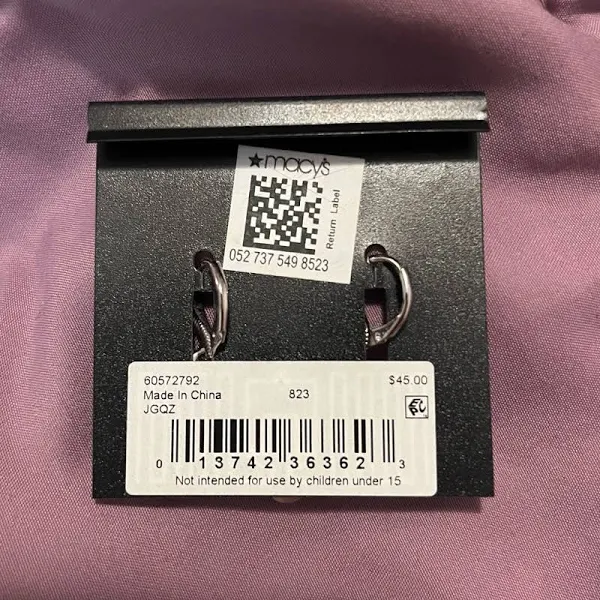 ★macy's
Return Label
052 737 549 8523
60572792
Made In China 823 $45.00
JGQZ
0 13742 36362 3
Not intended for use by children under 15